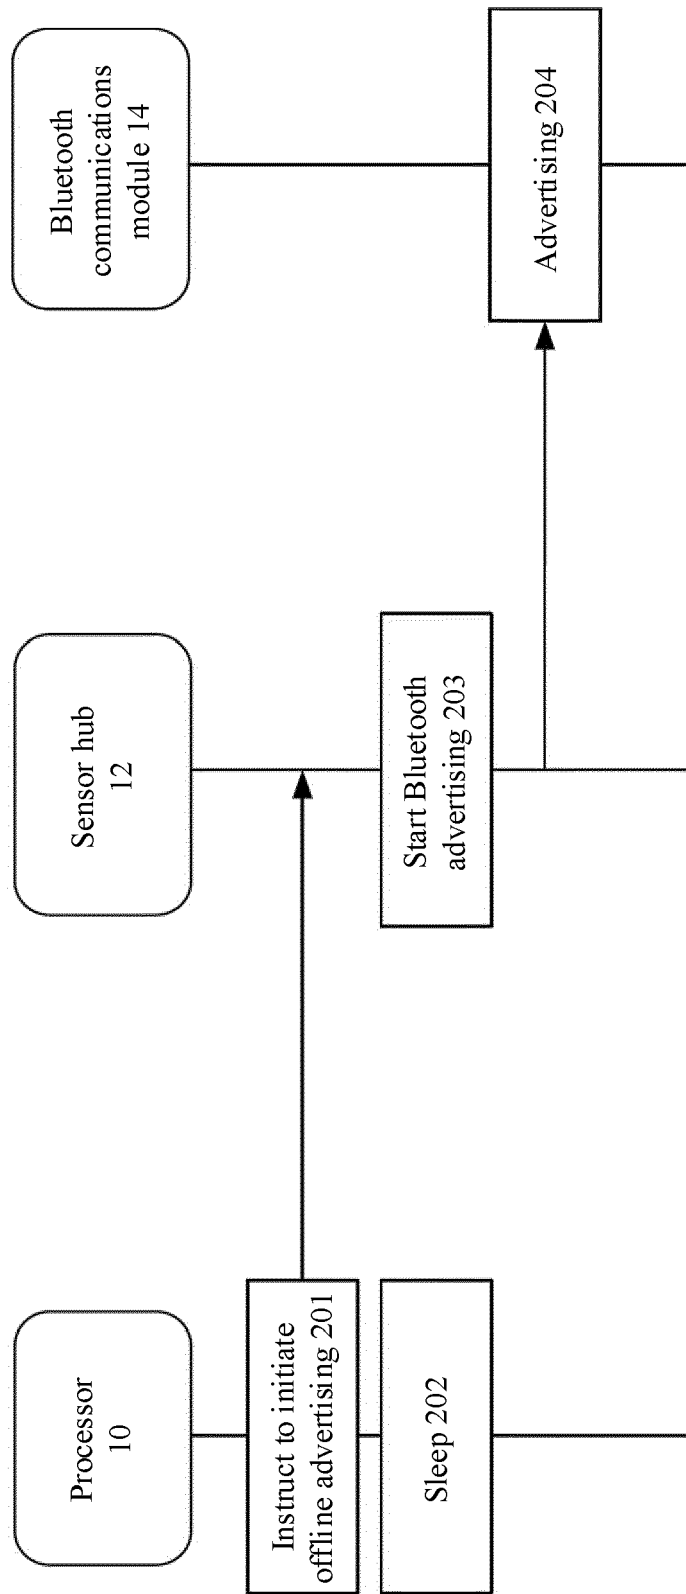 Processor
10
Sensor hub
12
Bluetooth
communications
module 14
Instruct to initiate
offline advertising 201
Sleep 202
Start Bluetooth
advertising 203
Advertising 204